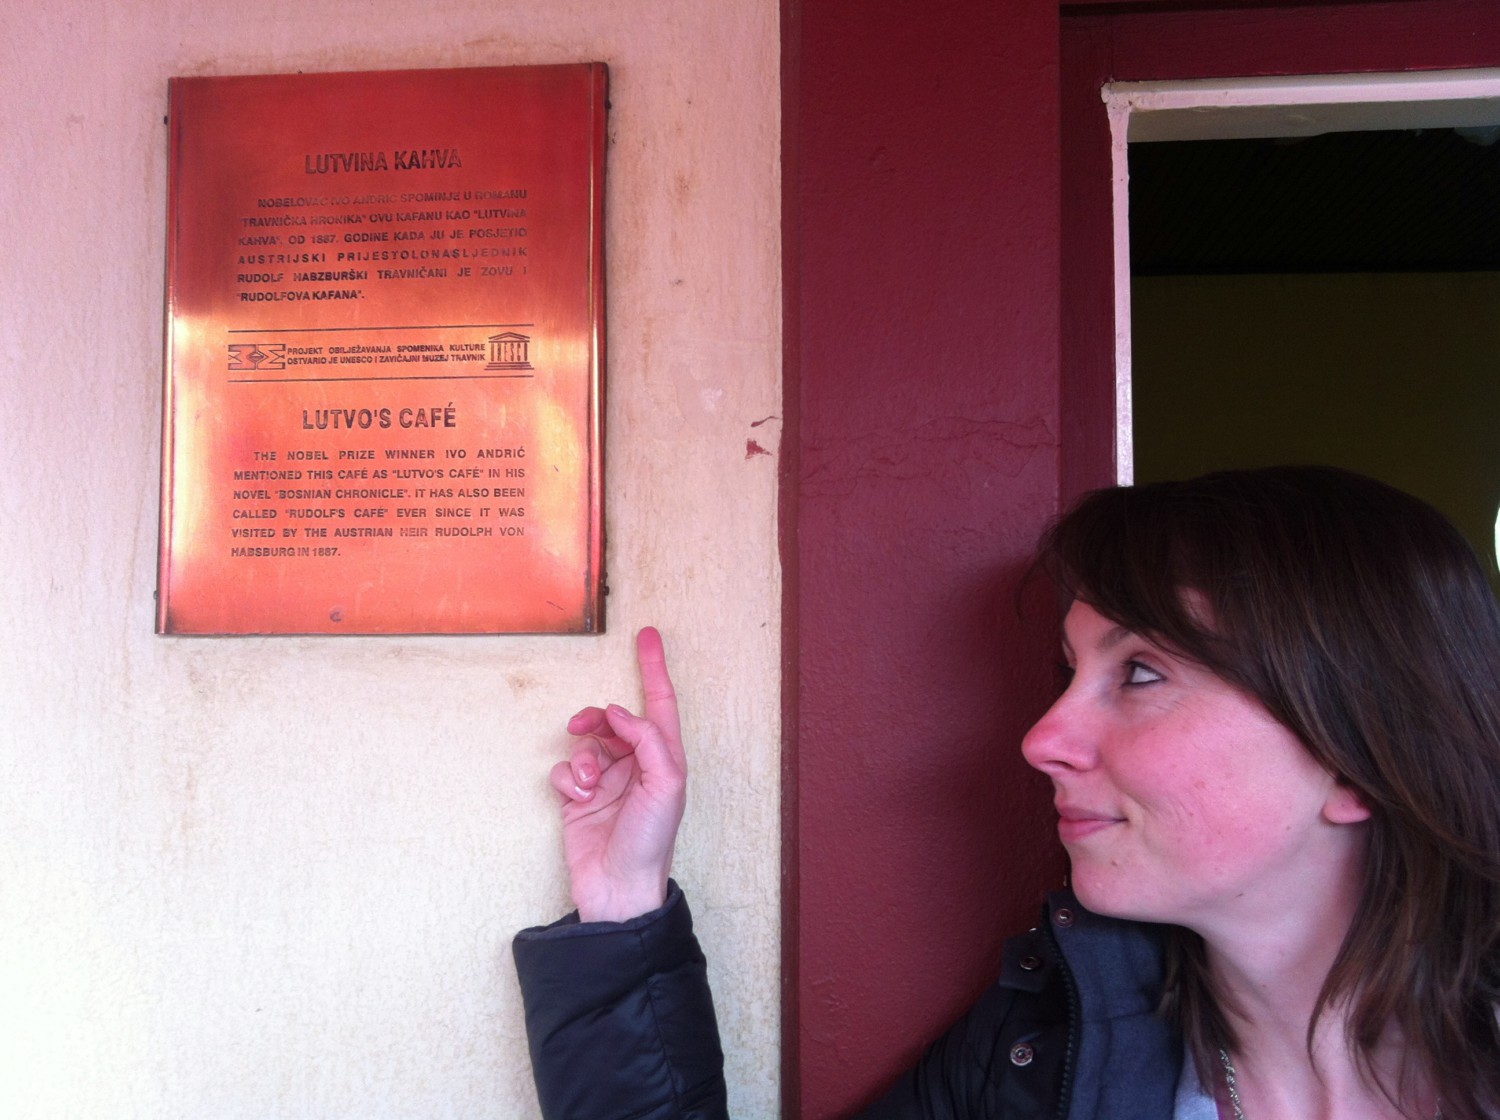 LUTVINA KAHVA
NOBELOVAC IVO ANDRIĆ SPOMINJE U ROMANU
"TRAVNIČKA HRONIKA" OVU KAFANU KAO "LUTVINA
KAHVA". OD 1887. GODINE KADA JU JE POSJETIO
AUSTRIJSKI PRIJESTOLONASLJEDNIK
RUDOLF HABZBURŠKI TRAVNIČANI JE ZOVU I
"RUDOLFOVA KAFANA".
PROJEKT OBILJEŽAVANJA SPOMENIKA KULTURE
OSTVARIO JE UNESCO I ZAVIČAJNI MUZEJ TRAVNIK
UNESCO
LUTVO'S CAFÉ
THE NOBEL PRIZE WINNER IVO ANDRIĆ
MENTIONED THIS CAFÉ AS "LUTVO'S CAFÉ" IN HIS
NOVEL "BOSNIAN CHRONICLE". IT HAS ALSO BEEN
CALLED "RUDOLF'S CAFÉ" EVER SINCE IT WAS
VISITED BY THE AUSTRIAN HEIR RUDOLPH VON
HABSBURG IN 1887.